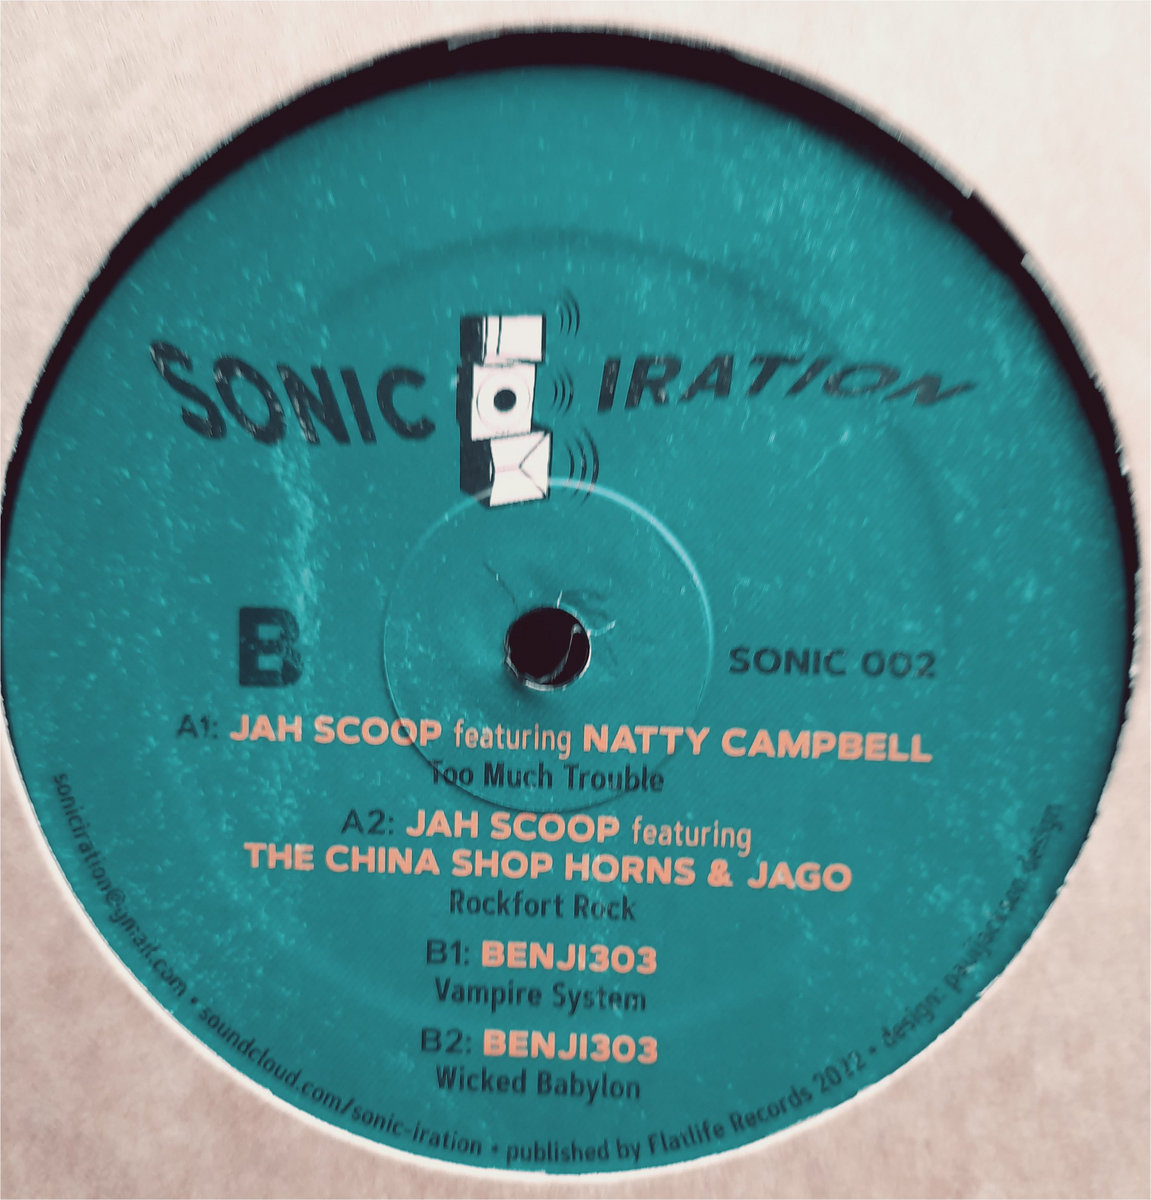 SONIC IRATION
B
SONIC 002
A1: JAH SCOOP featuring NATTY CAMPBELL
Too Much Trouble
A2: JAH SCOOP featuring
THE CHINA SHOP HORNS & JAGO
Rockfort Rock
B1: BENJI303
Vampire System
B2: BENJI303
Wicked Babylon
soniciration@ymail.com • soundcloud.com/sonic-iration • published by Flatlife Records 2012 • design: pauljackson design